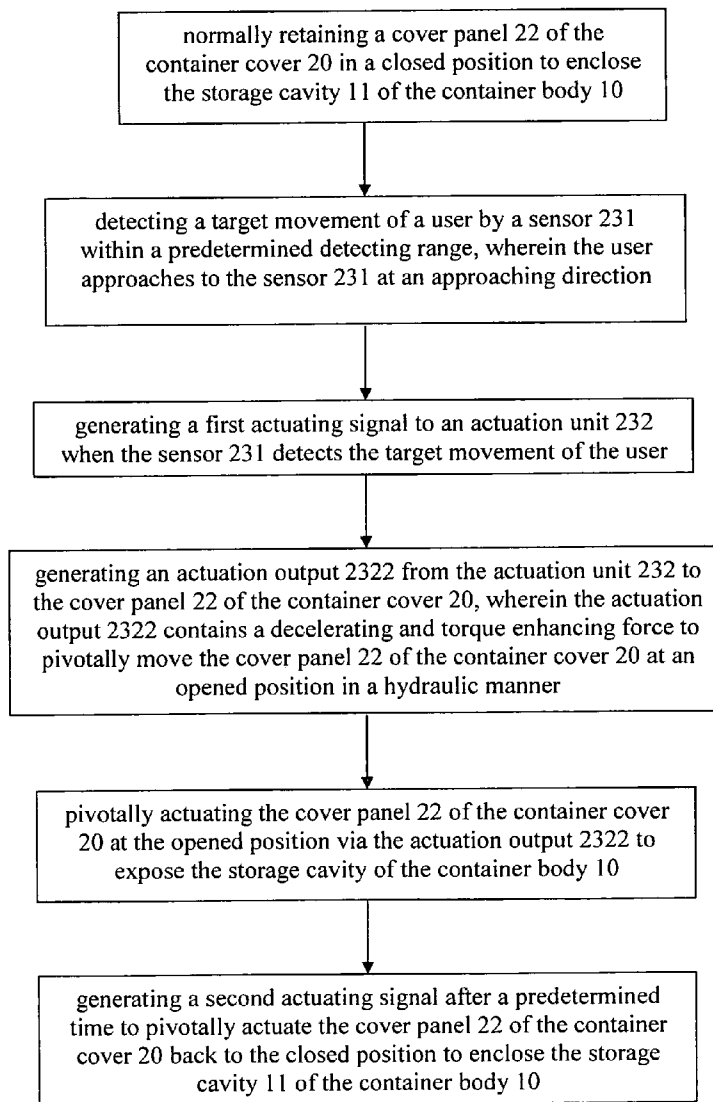 normally retaining a cover panel 22 of the
container cover 20 in a closed position to enclose
the storage cavity 11 of the container body 10
detecting a target movement of a user by a sensor 231
within a predetermined detecting range, wherein the user
approaches to the sensor 231 at an approaching direction
generating a first actuating signal to an actuation unit 232
when the sensor 231 detects the target movement of the user
generating an actuation output 2322 from the actuation unit 232 to
the cover panel 22 of the container cover 20, wherein the actuation
output 2322 contains a decelerating and torque enhancing force to
pivotally move the cover panel 22 of the container cover 20 at an
opened position in a hydraulic manner
pivotally actuating the cover panel 22 of the container cover
20 at the opened position via the actuation output 2322 to
expose the storage cavity of the container body 10
generating a second actuating signal after a predetermined
time to pivotally actuate the cover panel 22 of the container
cover 20 back to the closed position to enclose the storage
cavity 11 of the container body 10